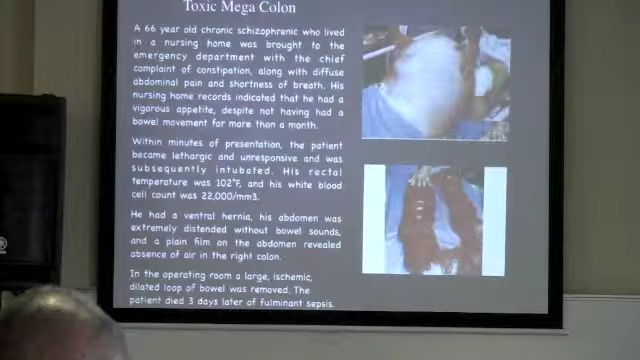 Toxic Mega Colon
A 66 year old chronic schizophrenic who lived
in a nursing home was brought to the
emergency department with the chief
complaint of constipation, along with diffuse
abdominal pain and shortness of breath. His
nursing home records indicated that he had a
vigorous appetite, despite not having had a
bowel movement for more than a month.
Within minutes of presentation, the patient
became lethargic and unresponsive and was
subsequently intubated. His rectal
temperature was 102°F, and his white blood
cell count was 22,000/mm3.
He had a ventral hernia, his abdomen was
extremely distended without bowel sounds,
and a plain film on the abdomen revealed
absence of air in the right colon.
In the operating room a large, ischemic,
dilated loop of bowel was removed. The
patient died 3 days later of fulminant sepsis.